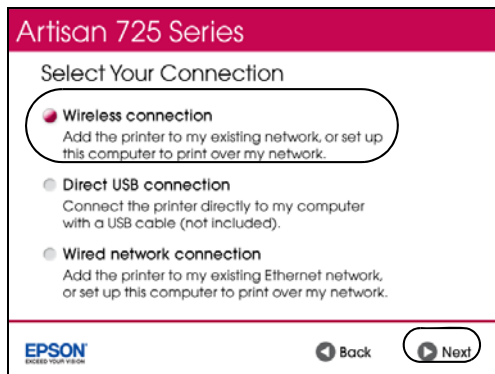 Artisan 725 Series
Select Your Connection
Wireless connection
Add the printer to my existing network, or set up
this computer to print over my network.
Direct USB connection
Connect the printer directly to my computer
with a USB cable (not included).
Wired network connection
Add the printer to my existing Ethernet network,
or set up this computer to print over my network.
EPSON
EXCEED YOUR VISION
Back
Next